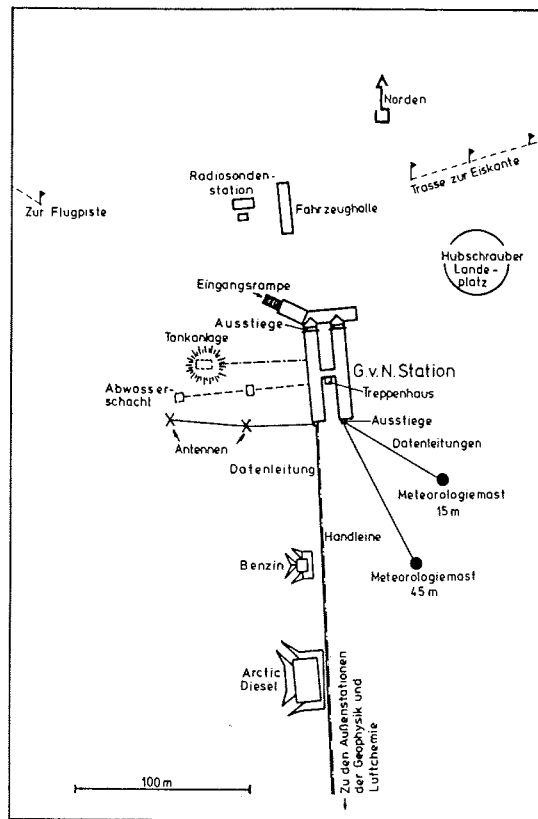 Norden
Trasse zur Eiskante
Radiosonden-
station
Fahrzeughalle
Zur Flugpiste
Hubschrauber
Lande-
platz
Eingangsrampe
Ausstiege
Tankanlage
G.v.N. Station
Abwasser-
schacht
Treppenhaus
Ausstiege
Antennen
Datenleitungen
Datenleitung
Meteorologiemast
15 m
Handleine
Benzin
Meteorologiemast
45 m
Arctic
Diesel
Zu den Außenstationen
der Geophysik und
Luftchemie
100 m